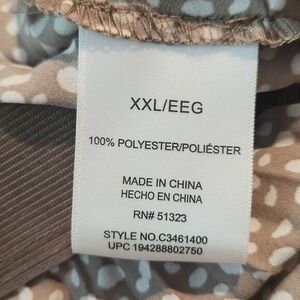 XXL/EEG
100% POLYESTER/POLIÉSTER
MADE IN CHINA
HECHO EN CHINA
RN# 51323
STYLE NO.C3461400
UPC 194288802750